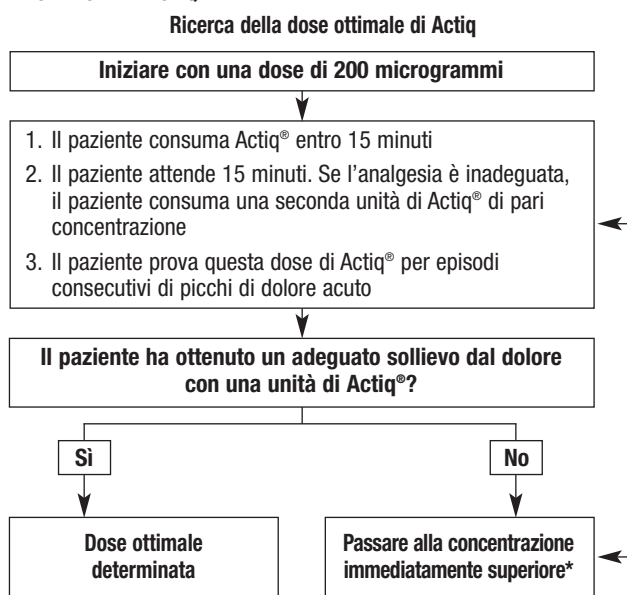 Ricerca della dose ottimale di Actiq
Iniziare con una dose di 200 microgrammi
1. Il paziente consuma Actiq® entro 15 minuti
2. Il paziente attende 15 minuti. Se l'analgesia è inadeguata,
il paziente consuma una seconda unità di Actiq® di pari
concentrazione
3. Il paziente prova questa dose di Actiq® per episodi
consecutivi di picchi di dolore acuto
Il paziente ha ottenuto un adeguato sollievo dal dolore
con una unità di Actiq®?
Sì
No
Dose ottimale
determinata
Passare alla concentrazione
immediatamente superiore*